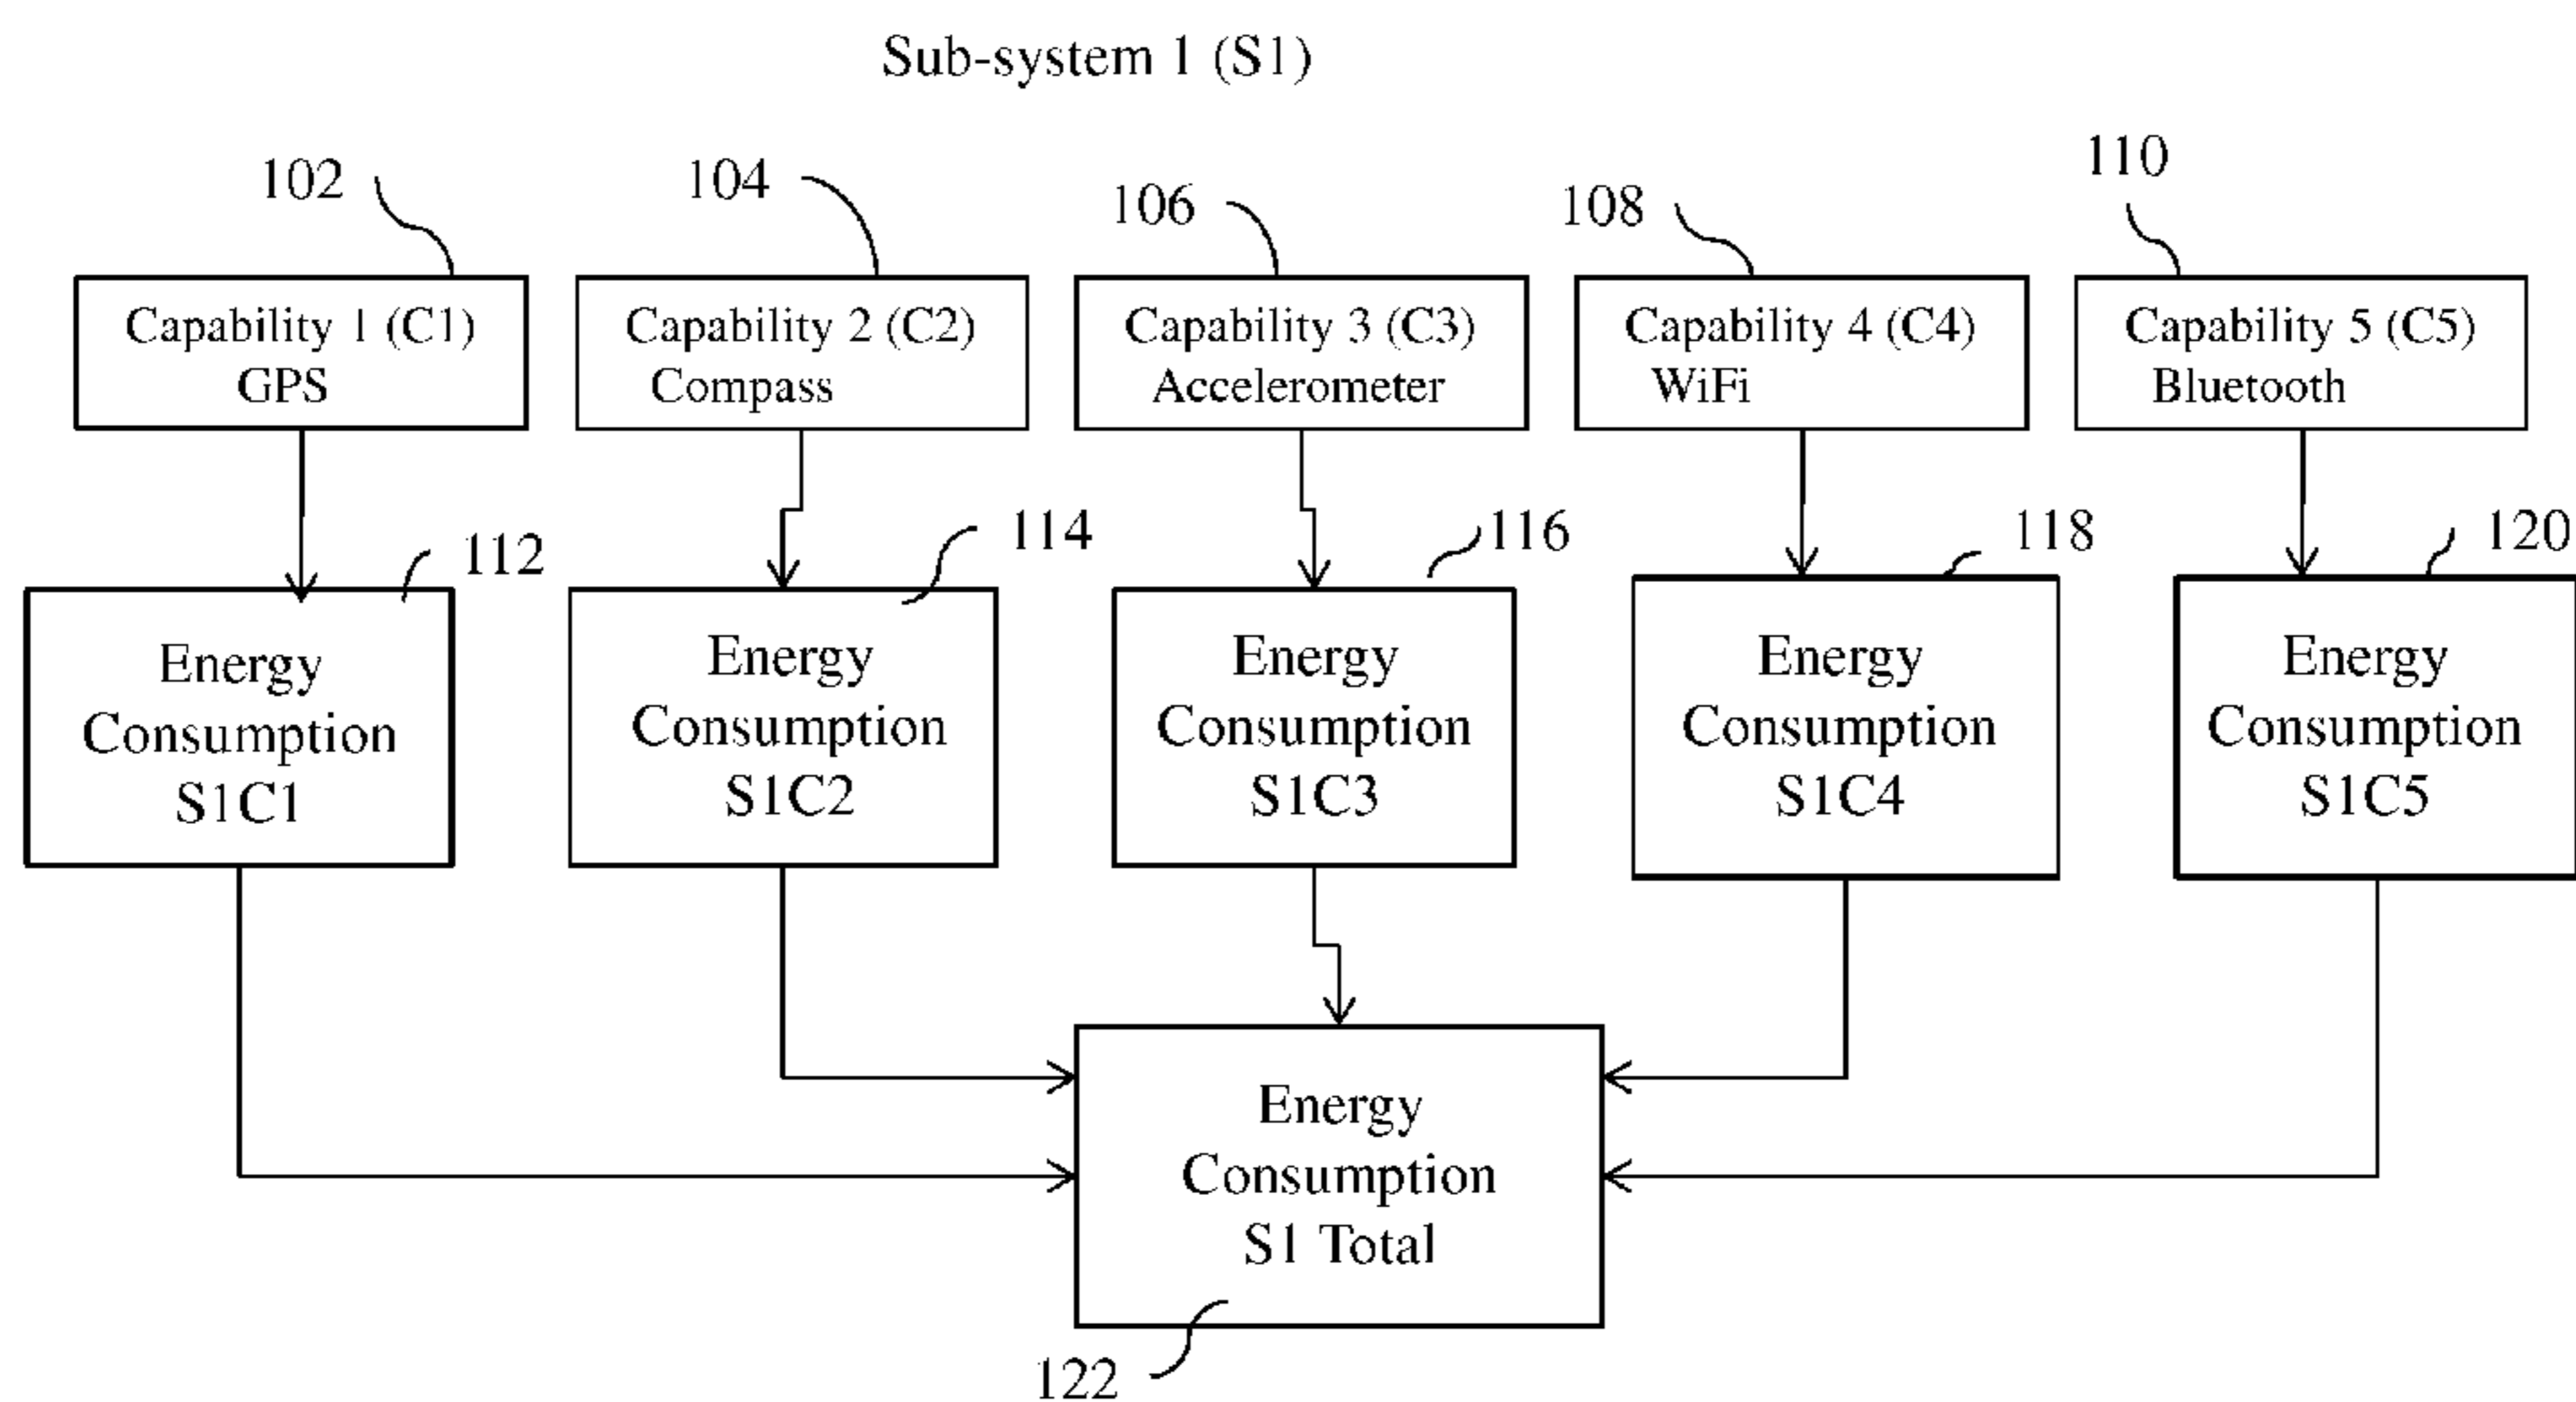 Sub-system 1 (S1)
102
104
106
108
110
Capability 1 (C1)
GPS
Capability 2 (C2)
Compass
Capability 3 (C3)
Accelerometer
Capability 4 (C4)
WiFi
Capability 5 (C5)
Bluetooth
112
114
116
118
120
Energy
Consumption
S1C1
Energy
Consumption
S1C2
Energy
Consumption
S1C3
Energy
Consumption
S1C4
Energy
Consumption
S1C5
Energy
Consumption
S1 Total
122